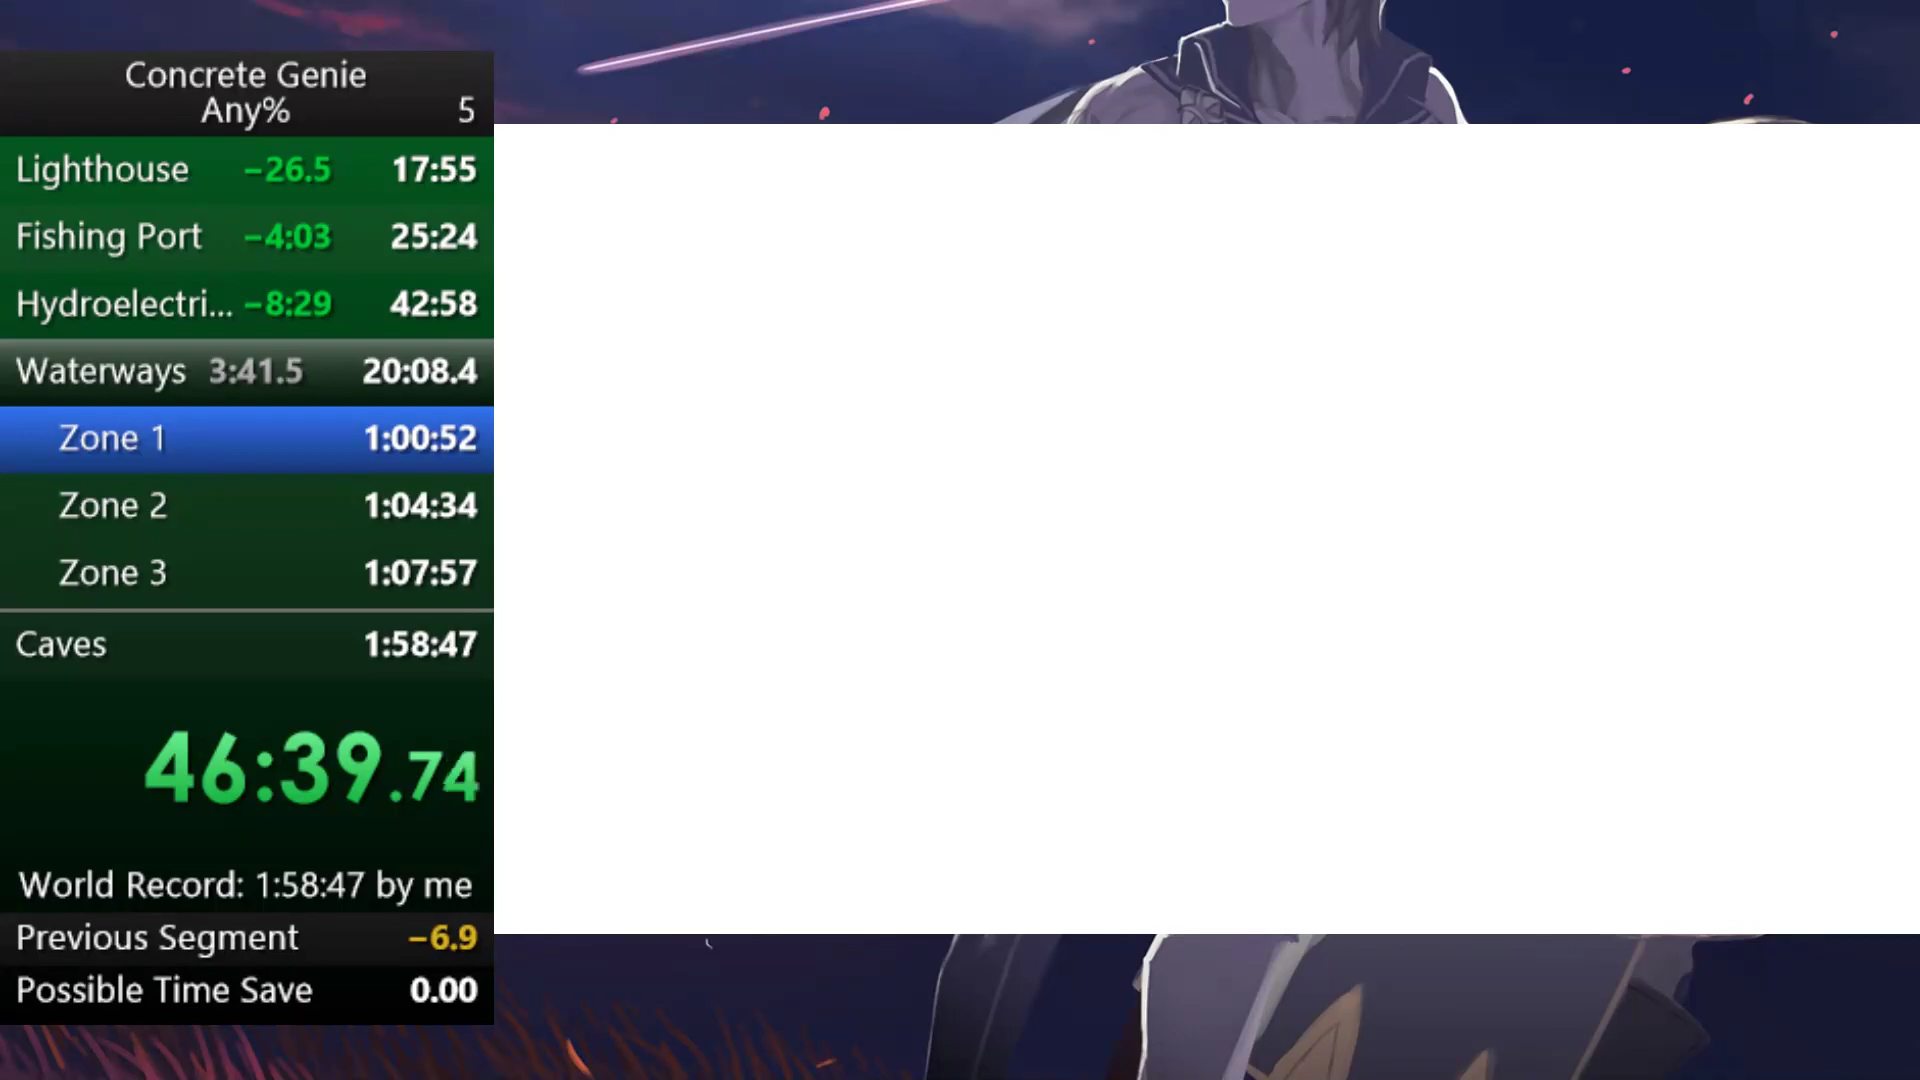 Concrete Genie
Any% 5
Lighthouse -26.5 17:55
Fishing Port -4:03 25:24
Hydroelectri... -8:29 42:58
Waterways 3:41.5 20:08.4
Zone 1 1:00:52
Zone 2 1:04:34
Zone 3 1:07:57
Caves 1:58:47
46:39.74
World Record: 1:58:47 by me
Previous Segment -6.9
Possible Time Save 0.00